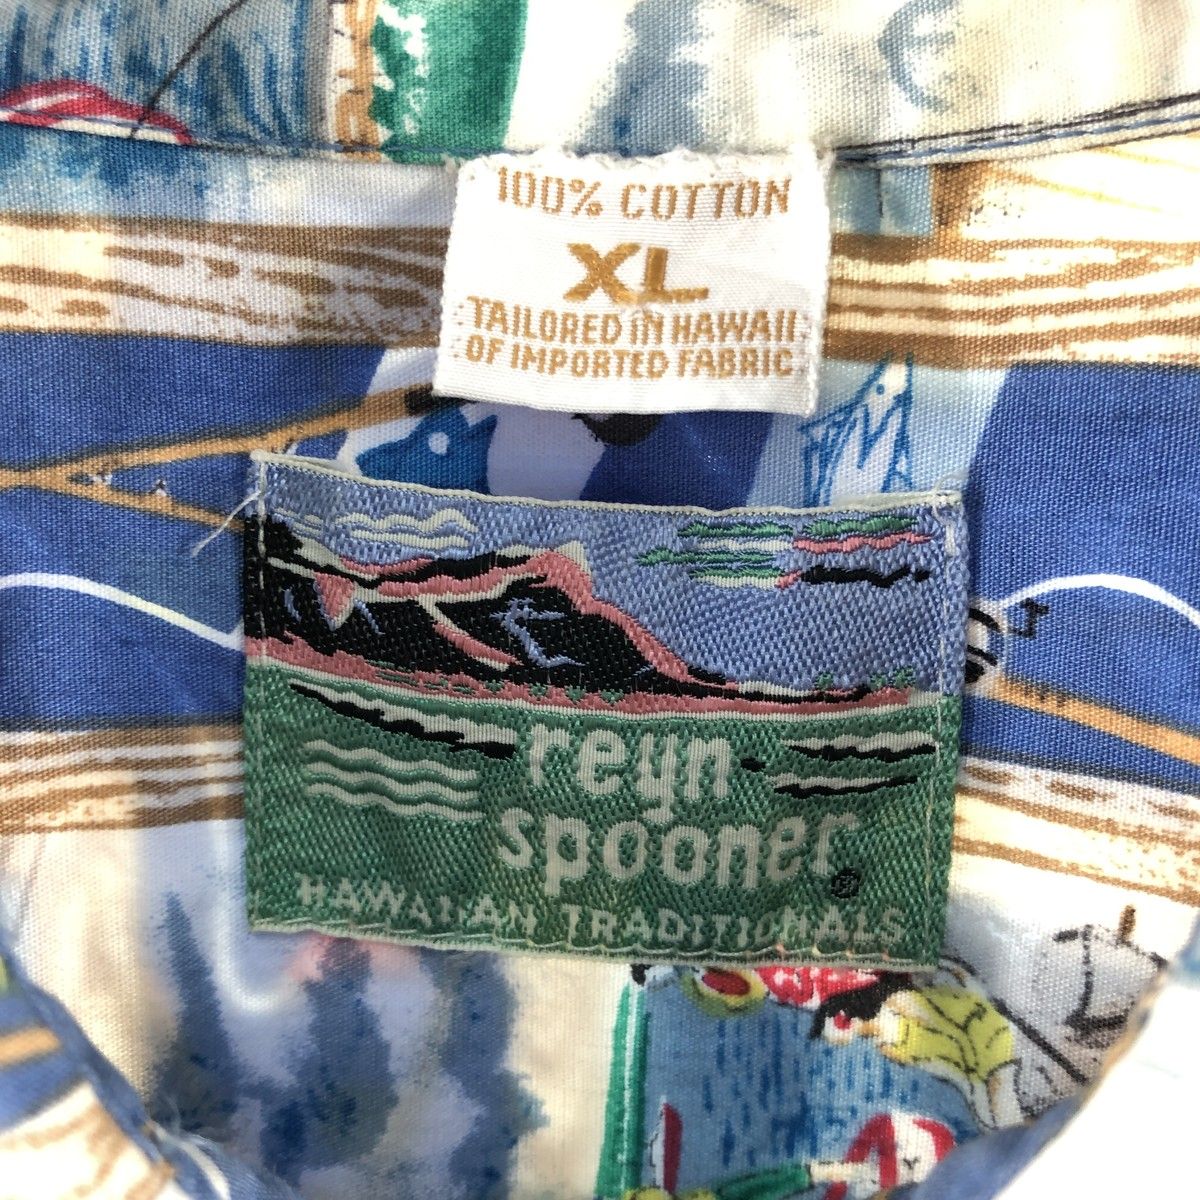 100% COTTON
XL
TAILORED IN HAWAII
OF IMPORTED FABRIC
reyn
spooner®
HAWAIIAN TRADITIONALS